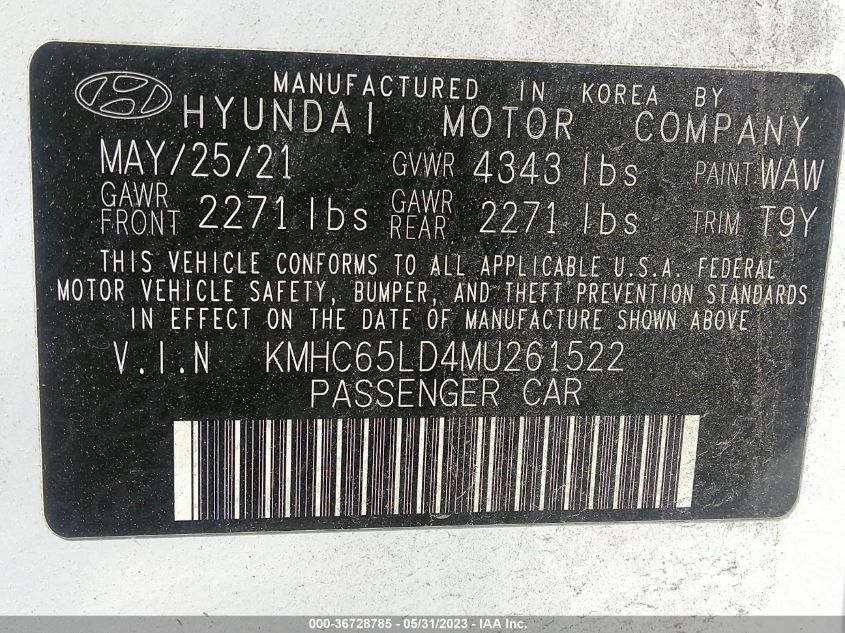 MANUFACTURED IN KOREA BY
HYUNDAI MOTOR COMPANY
MAY/25/21 GVWR 4343 lbs PAINT WAW
GAWR FRONT 2271 lbs GAWR REAR 2271 lbs TRIM T9Y
THIS VEHICLE CONFORMS TO ALL APPLICABLE U.S.A. FEDERAL
MOTOR VEHICLE SAFETY, BUMPER, AND THEFT PREVENTION STANDARDS
IN EFFECT ON THE DATE OF MANUFACTURE SHOWN ABOVE
V.I.N KMHC65LD4MU261522
PASSENGER CAR
000-36728785 - 05/31/2023 - IAA Inc.